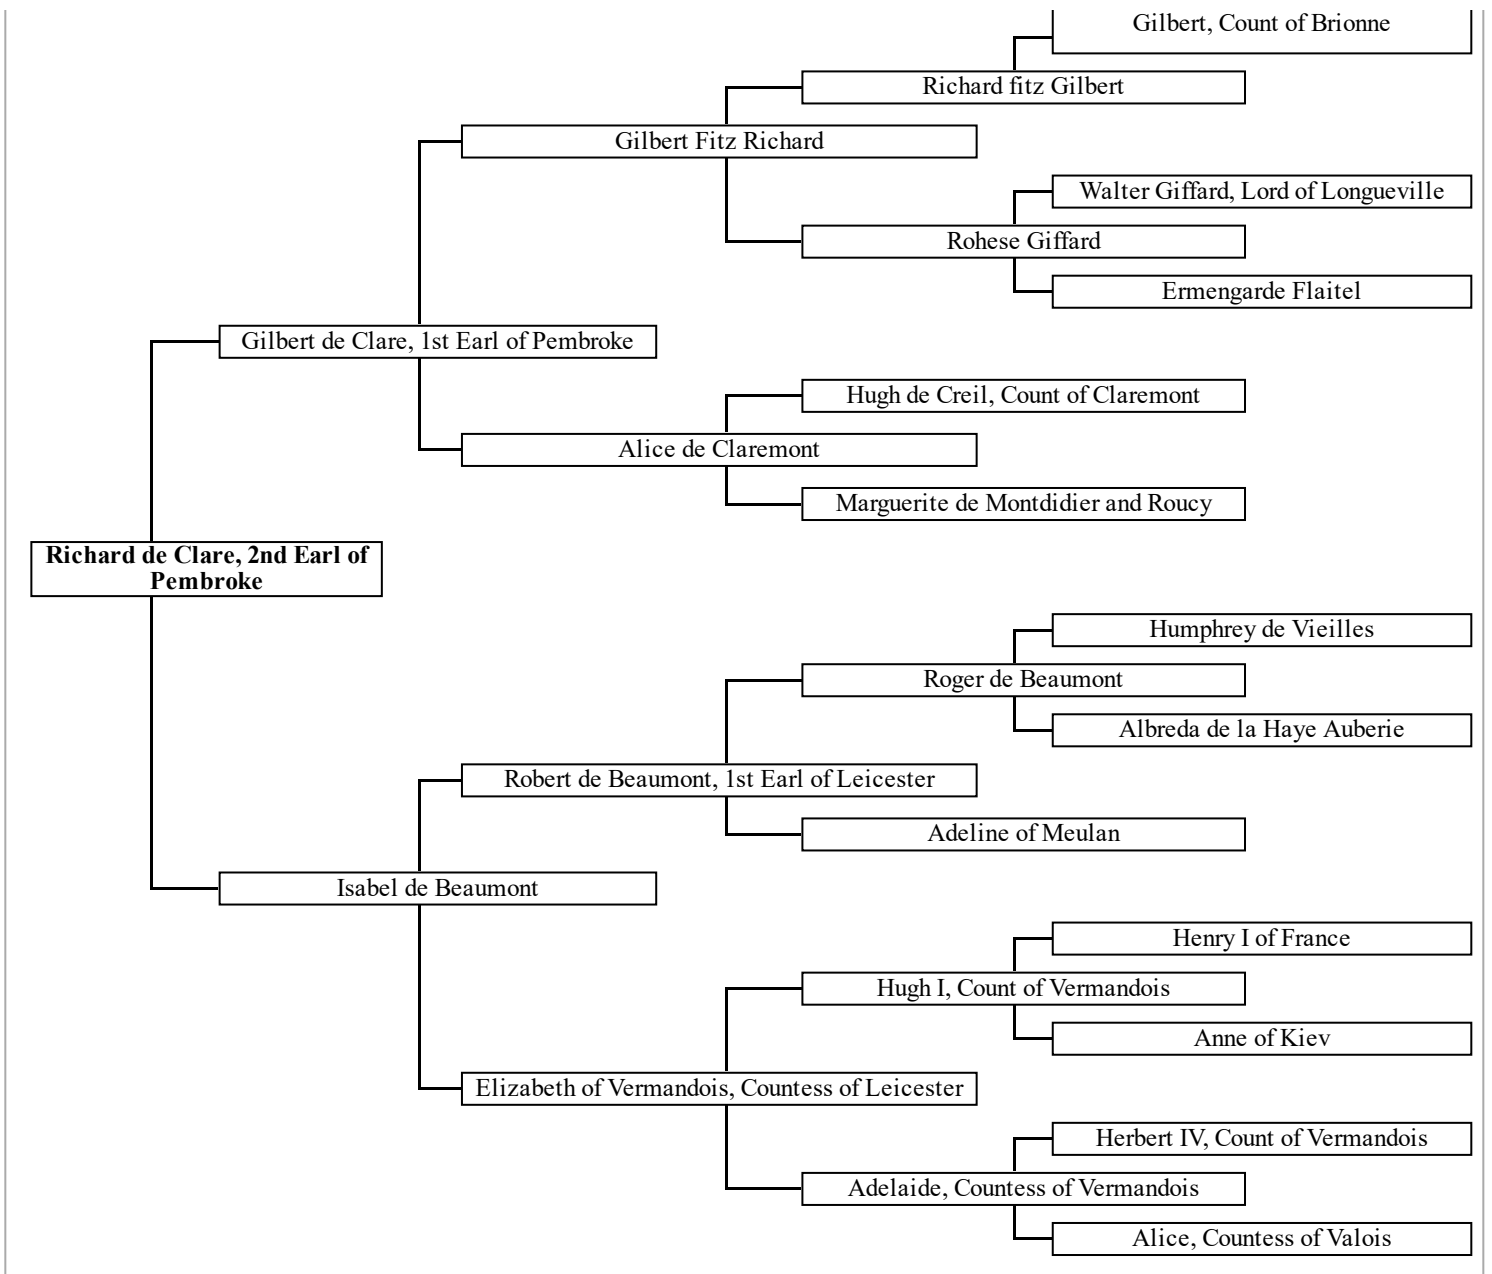 Gilbert, Count of Brionne
Richard fitz Gilbert
Gilbert Fitz Richard
Walter Giffard, Lord of Longueville
Rohese Giffard
Ermengarde Flaitel
Gilbert de Clare, 1st Earl of Pembroke
Hugh de Creil, Count of Claremont
Alice de Claremont
Marguerite de Montdidier and Roucy
Richard de Clare, 2nd Earl of
Pembroke
Humphrey de Vieilles
Roger de Beaumont
Albreda de la Haye Auberie
Robert de Beaumont, 1st Earl of Leicester
Adeline of Meulan
Isabel de Beaumont
Henry I of France
Hugh I, Count of Vermandois
Anne of Kiev
Elizabeth of Vermandois, Countess of Leicester
Herbert IV, Count of Vermandois
Adelaide, Countess of Vermandois
Alice, Countess of Valois